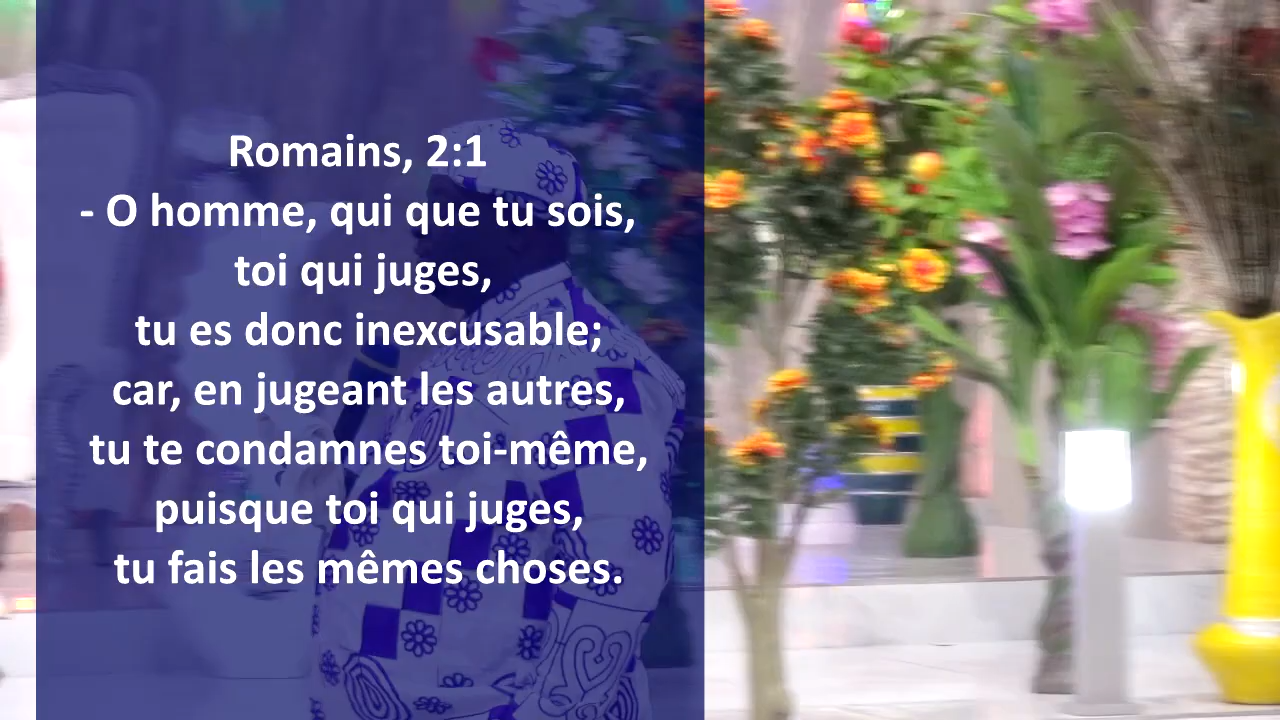 Romains, 2:1
- O homme, qui que tu sois,
toi qui juges,
tu es donc inexcusable;
car, en jugeant les autres,
tu te condamnes toi-même,
puisque toi qui juges,
tu fais les mêmes choses.